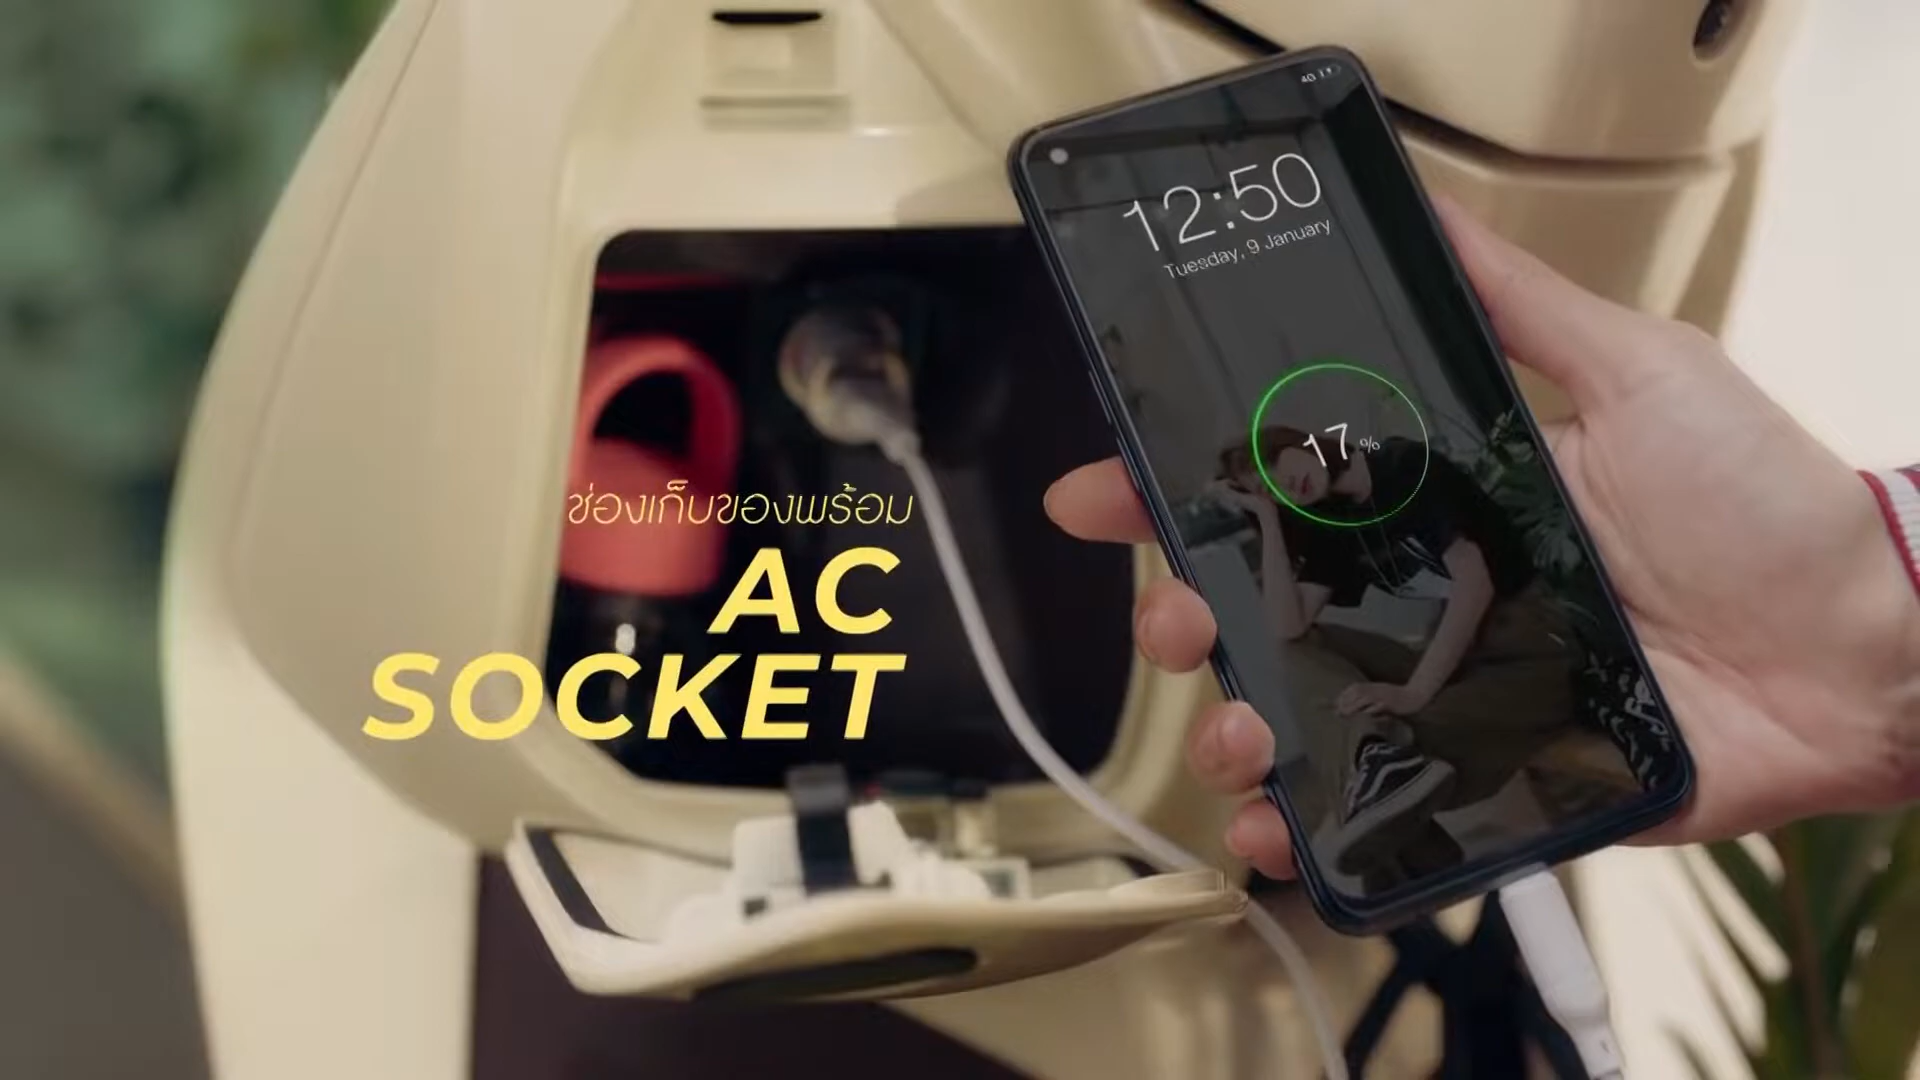 4G
12:50
Tuesday, 9 January
17 %
ช่องเก็บของพร้อม
AC
SOCKET